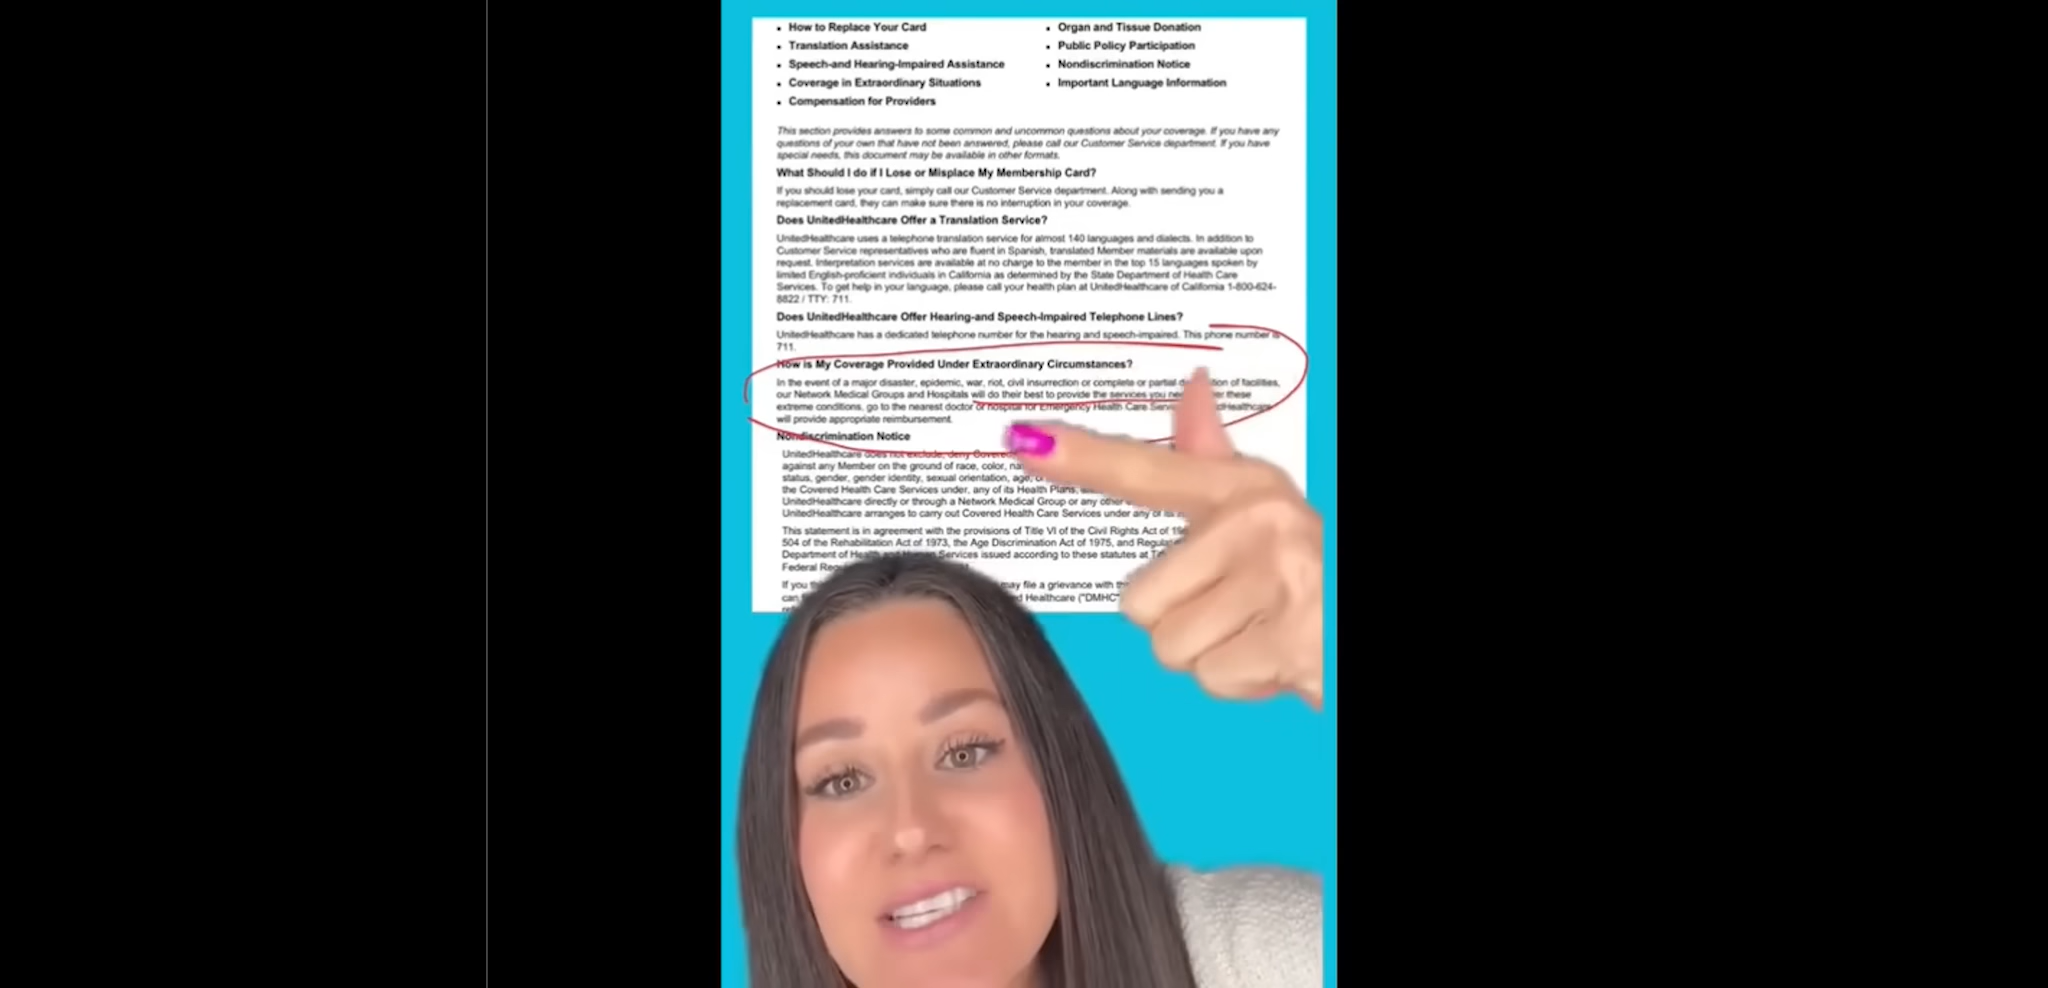 How to Replace Your Card
Translation Assistance
Speech-and Hearing-Impaired Assistance
Coverage in Extraordinary Situations
Compensation for Providers
Organ and Tissue Donation
Public Policy Participation
Nondiscrimination Notice
Important Language Information
This section provides answers to some common and uncommon questions about your coverage. If you have any
questions of your own that have not been answered, please call our Customer Service department. If you have
special needs, this document may be available in other formats.
What Should I do if I Lose or Misplace My Membership Card?
If you should lose your card, simply call our Customer Service department. Along with sending you a
replacement card, they can make sure there is no interruption in your coverage.
Does UnitedHealthcare Offer a Translation Service?
UnitedHealthcare uses a telephone translation service for almost 140 languages and dialects. In addition to
Customer Service representatives who are fluent in Spanish, translated Member materials are available upon
request. Interpretation services are available at no charge to the member in the top 15 languages spoken by
limited English-proficient individuals in California as determined by the State Department of Health Care
Services. To get help in your language, please call your health plan at UnitedHealthcare of California 1-800-624-
8822 / TTY: 711.
Does UnitedHealthcare Offer Hearing-and Speech-Impaired Telephone Lines?
UnitedHealthcare has a dedicated telephone number for the hearing and speech-impaired. This phone number is
711.
How is My Coverage Provided Under Extraordinary Circumstances?
In the event of a major disaster, epidemic, war, riot, civil insurrection or complete or partial of facilities,
our Network Medical Groups and Hospitals will do their best to provide the services you these
extreme conditions, go to the nearest doctor or hospital for Emergency Health Care
will provide appropriate reimbursement.
Nondiscrimination Notice
UnitedHealthcare does not exclude, deny
against any Member on the ground of race, color,
status, gender, gender identity, sexual orientation, age,
the Covered Health Care Services under, any of its Health Plans,
UnitedHealthcare directly or through a Network Medical Group or any other
UnitedHealthcare arranges to carry out Covered Health Care Services under any of its
This statement is in agreement with the provisions of Title VI of the Civil Rights Act of
504 of the Rehabilitation Act of 1973, the Age Discrimination Act of 1975, and
Department of Health and Human Services issued according to these statutes at
Federal
If you may file a grievance with
can Healthcare ("DMHC"